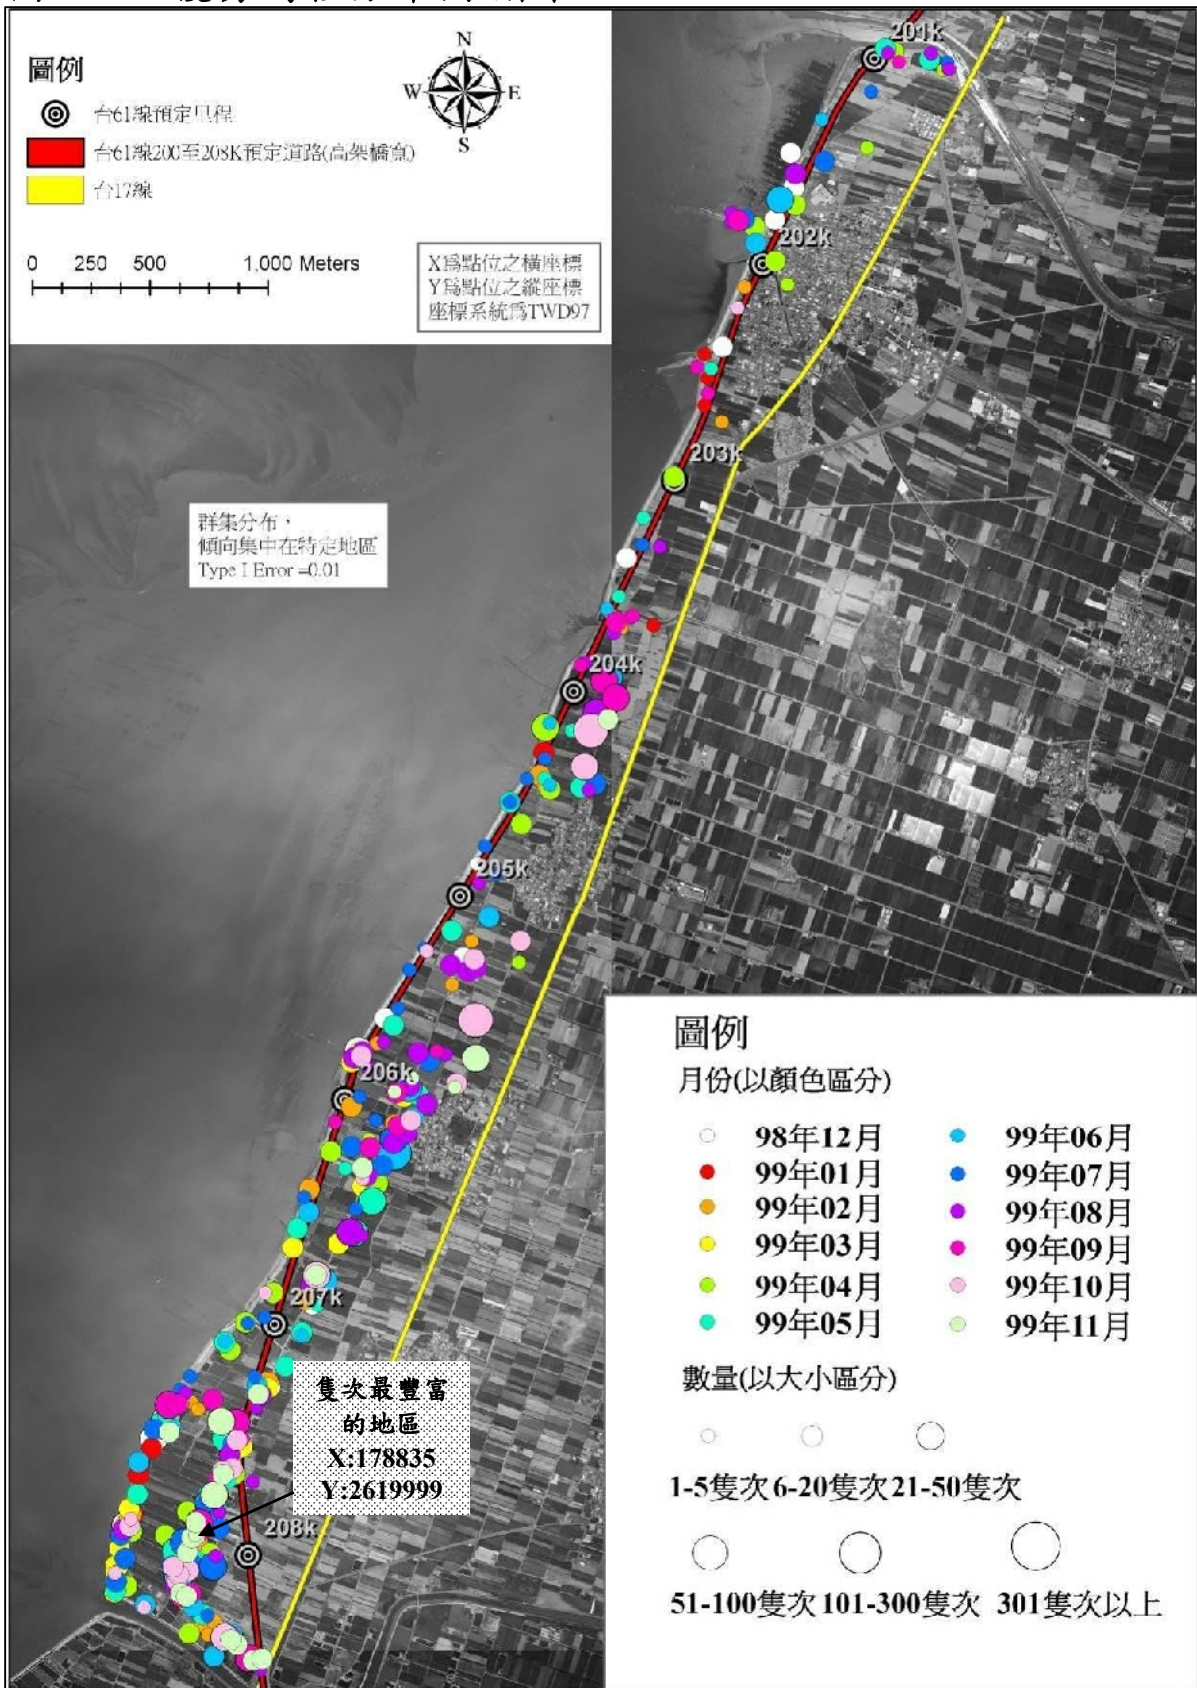 圖例
台61線預定里程
台61線200至208K預定道路(高架橋寬)
台17線
N
W
E
S
0 250 500 1,000 Meters
X為點位之橫座標
Y為點位之縱座標
座標系統為TWD97
群集分布，
傾向集中在特定地區
Type I Error =0.01
201k
202k
203k
204k
205k
206k
207k
208k
隻次最豐富
的地區
X:178835
Y:2619999
圖例
月份(以顏色區分)
98年12月
99年01月
99年02月
99年03月
99年04月
99年05月
99年06月
99年07月
99年08月
99年09月
99年10月
99年11月
數量(以大小區分)
1-5隻次 6-20隻次 21-50隻次
51-100隻次 101-300隻次 301隻次以上